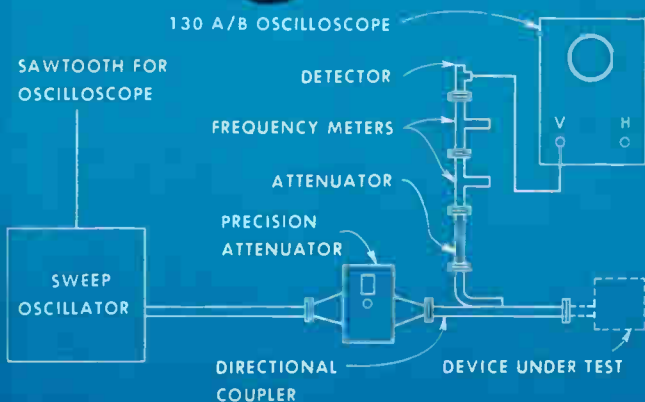 130 A/B OSCILLOSCOPE
SAWTOOTH FOR
OSCILLOSCOPE
DETECTOR
FREQUENCY METERS
V H
ATTENUATOR
PRECISION
ATTENUATOR
SWEEP
OSCILLATOR
DIRECTIONAL
COUPLER
DEVICE UNDER TEST